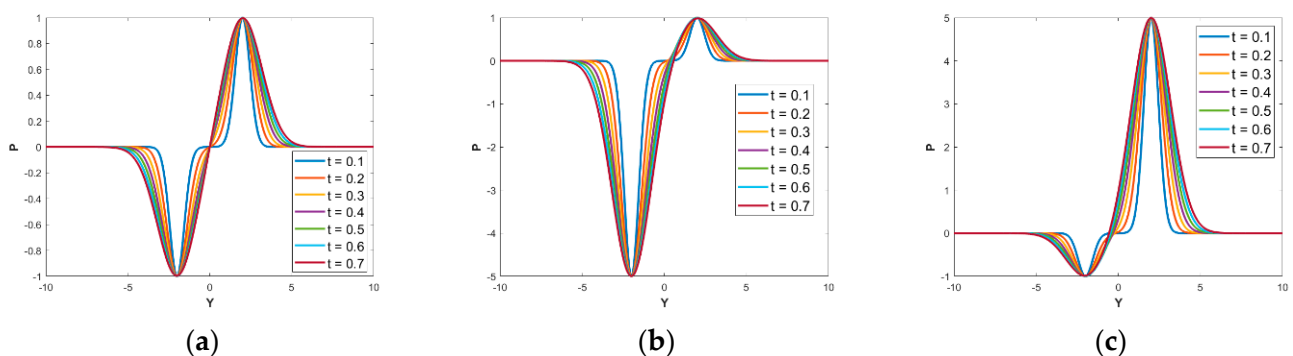 1
0.8
0.6
0.4
0.2
0
-0.2
-0.4
-0.6
-0.8
-1
P
-10
-5
0
5
10
Y
t = 0.1
t = 0.2
t = 0.3
t = 0.4
t = 0.5
t = 0.6
t = 0.7
(a)
1
0
-1
-2
-3
-4
-5
P
-10
-5
0
5
10
Y
t = 0.1
t = 0.2
t = 0.3
t = 0.4
t = 0.5
t = 0.6
t = 0.7
(b)
5
4
3
2
1
0
-1
P
-10
-5
0
5
10
Y
t = 0.1
t = 0.2
t = 0.3
t = 0.4
t = 0.5
t = 0.6
t = 0.7
(c)